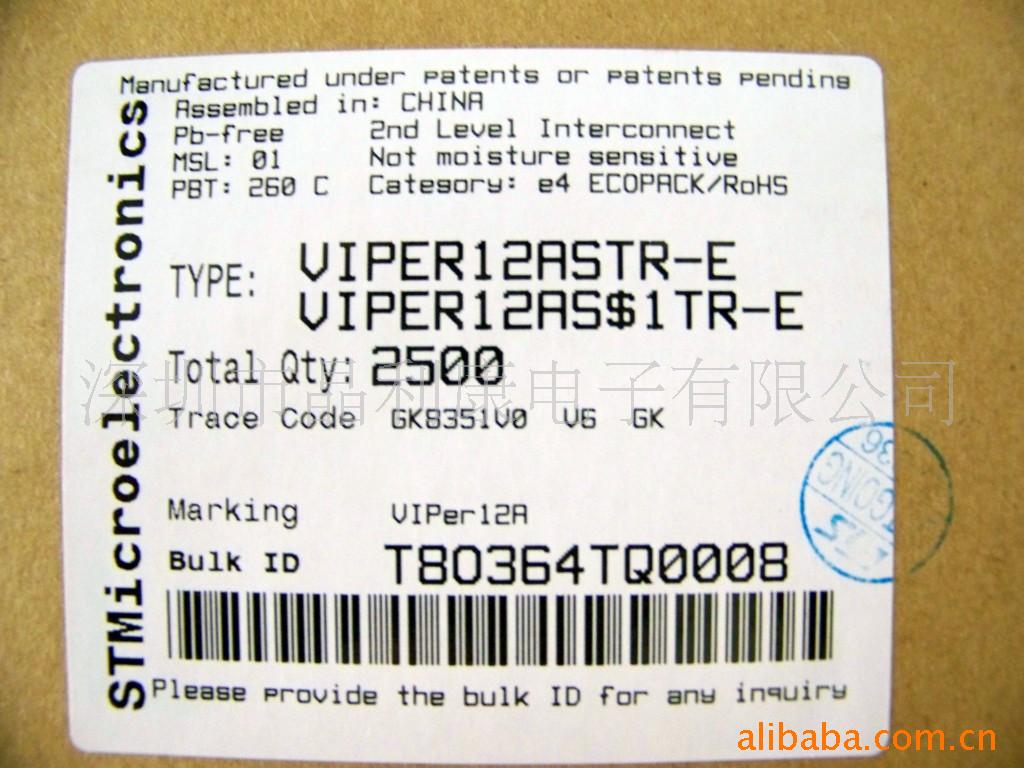 Manufactured under patents or patents pending
Assembled in: CHINA
Pb-free 2nd Level Interconnect
MSL: 01 Not moisture sensitive
PBT: 260 C Category: e4 ECOPACK/RoHS
STMicroelectronics
TYPE: VIPER12ASTR-E
VIPER12AS$1TR-E
Total Qty: 2500
深圳市晶利康电子有限公司
Trace Code GK8351V0 V6 GK
36
TGOING
Marking VIPer12A
Bulk ID T80364TQ0008
Please provide the bulk ID for any inquiry
alibaba.com.cn